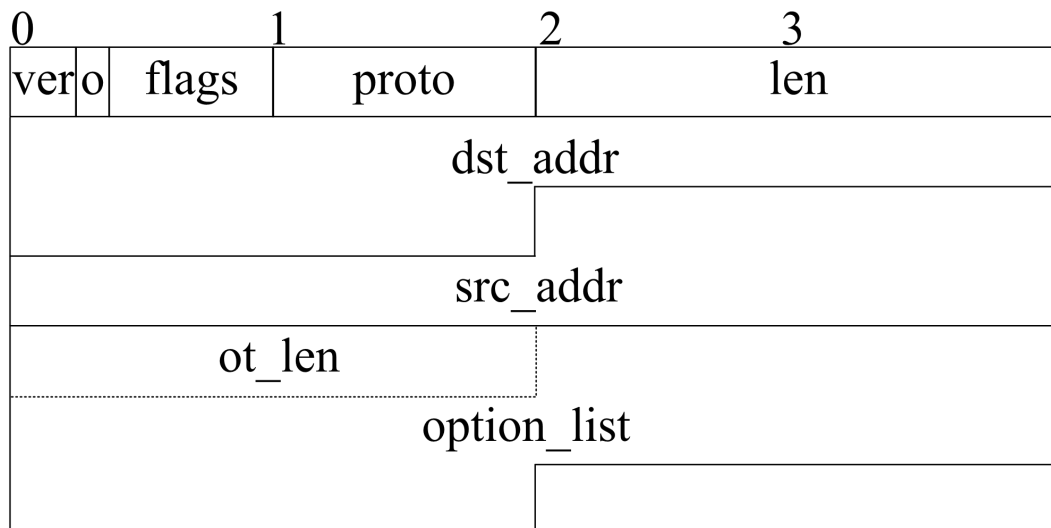 0 1 2 3
ver o flags proto len
dst_addr
src_addr
ot_len
option_list